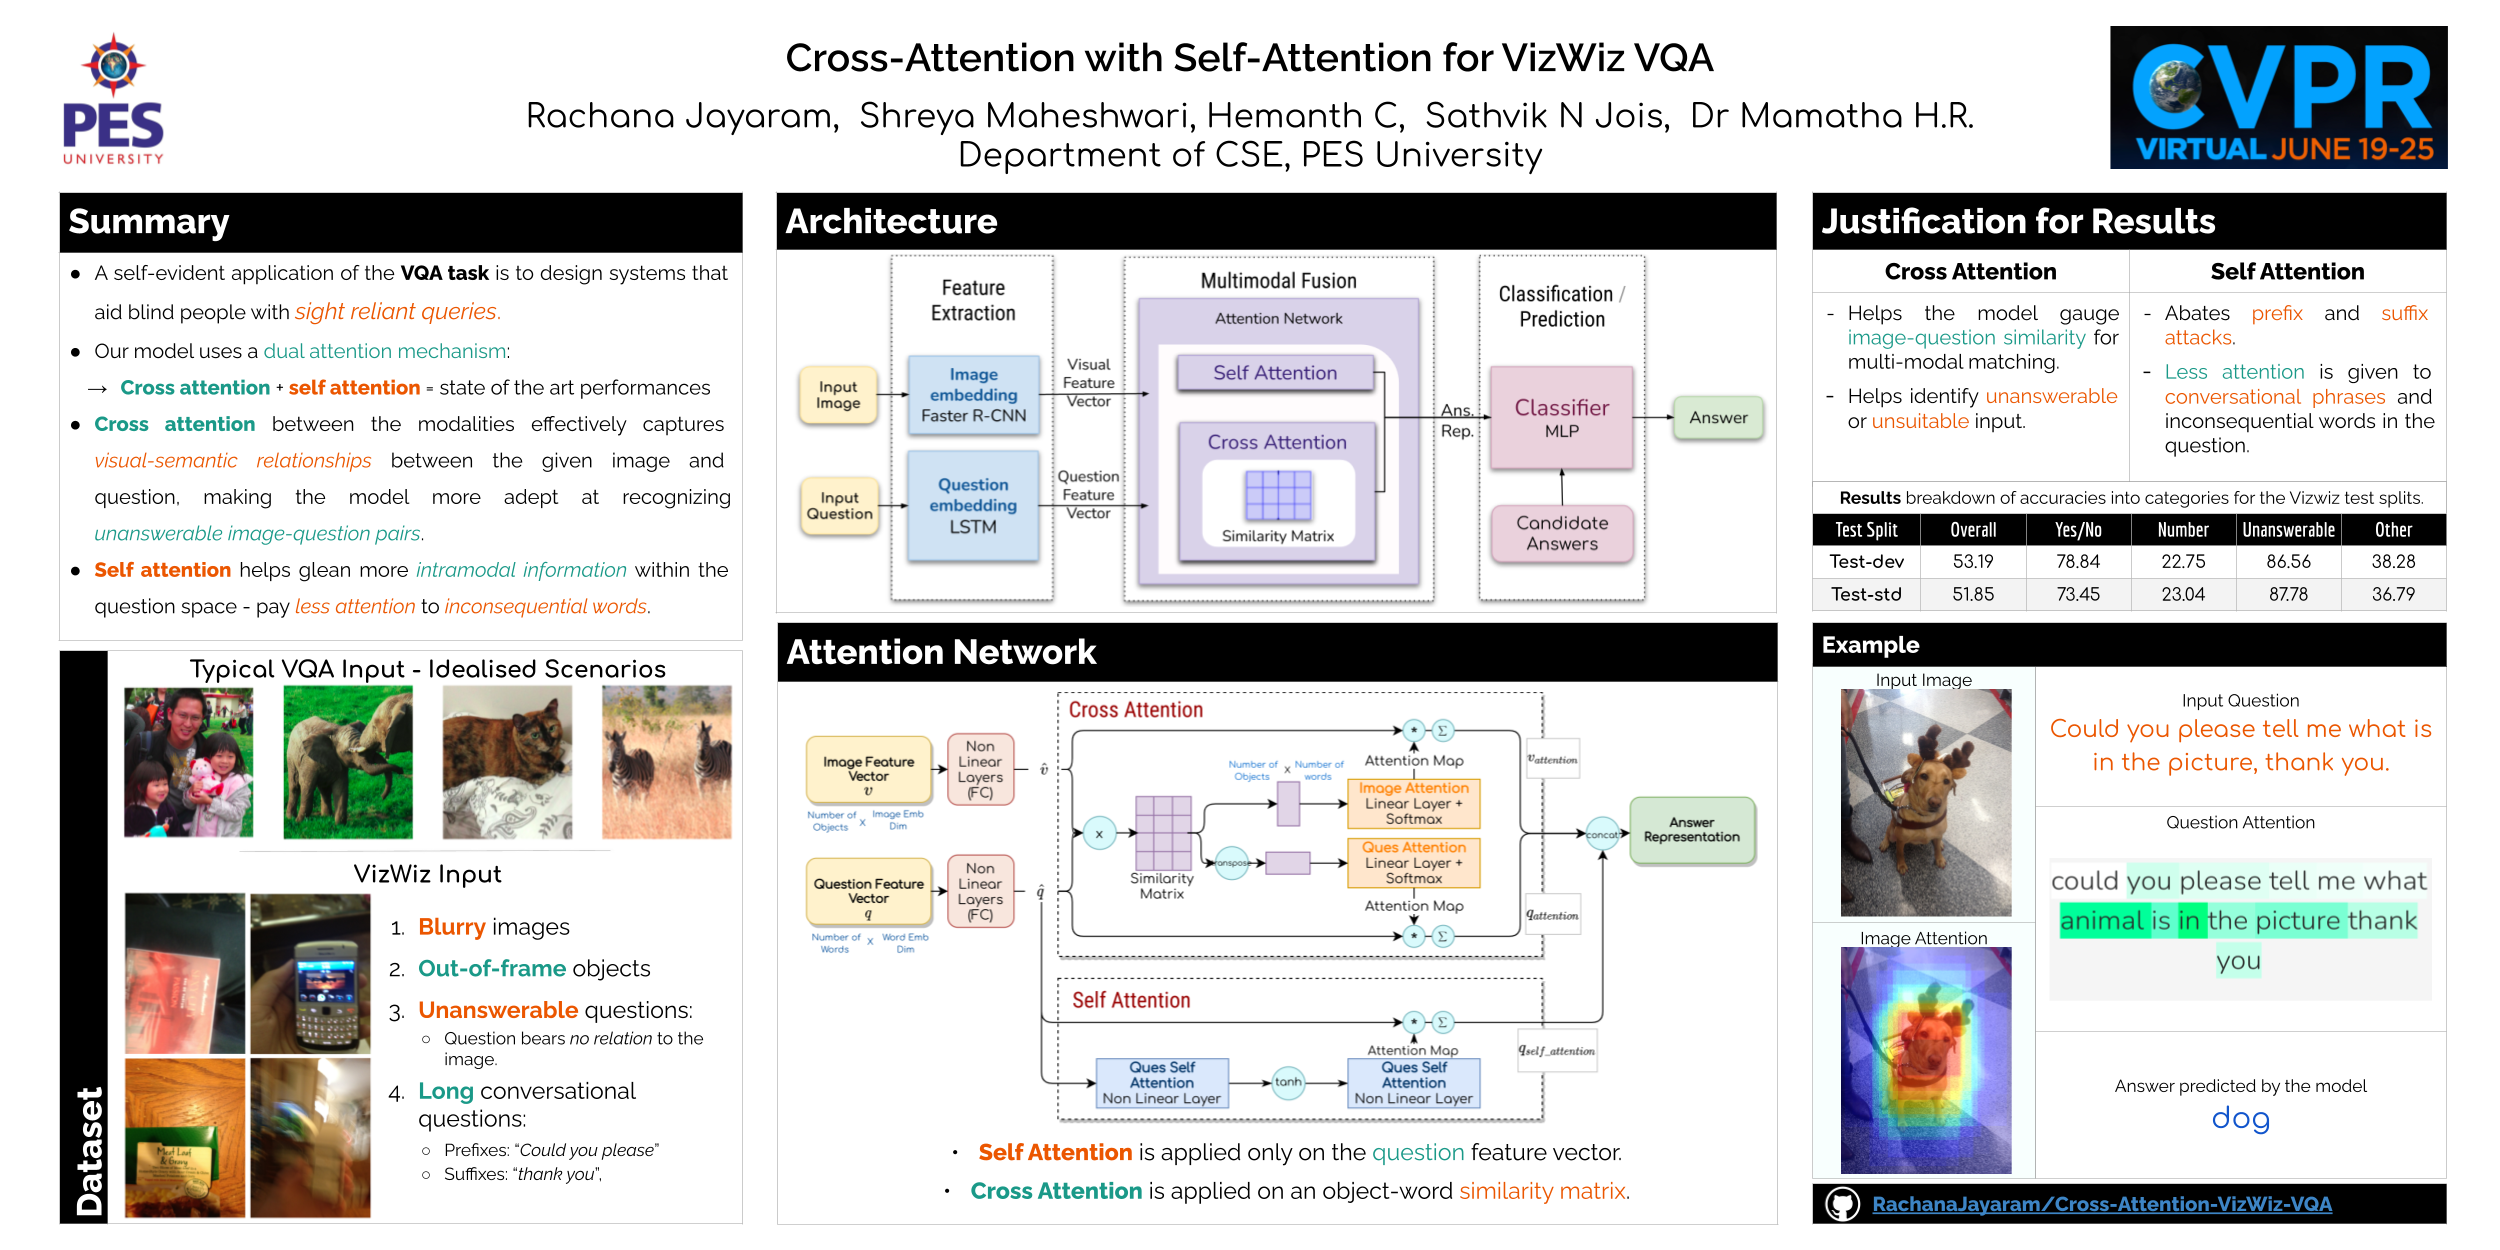 PES
UNIVERSITY
Cross-Attention with Self-Attention for VizWiz VQA
Rachana Jayaram, Shreya Maheshwari, Hemanth C, Sathvik N Jois, Dr Mamatha H.R.
Department of CSE, PES University
CVPR
VIRTUAL JUNE 19-25
Summary
● A self-evident application of the VQA task is to design systems that
aid blind people with sight reliant queries.
● Our model uses a dual attention mechanism:
→ Cross attention + self attention = state of the art performances
● Cross attention between the modalities effectively captures
visual-semantic relationships between the given image and
question, making the model more adept at recognizing
unanswerable image-question pairs.
● Self attention helps glean more intramodal information within the
question space - pay less attention to inconsequential words.
Dataset
Typical VQA Input - Idealised Scenarios
VizWiz Input
1. Blurry images
2. Out-of-frame objects
3. Unanswerable questions:
○ Question bears no relation to the
image.
4. Long conversational
questions:
○ Prefixes: “Could you please”
○ Suffixes: “thank you”,
Meat Loaf
& Gravy
Architecture
Feature
Extraction
Multimodal Fusion
Classification /
Prediction
Attention Network
Input
Image
Image
embedding
Faster R-CNN
Visual
Feature
Vector
Self Attention
Input
Question
Question
embedding
LSTM
Question
Feature
Vector
Cross Attention
Similarity Matrix
Ans.
Rep.
Classifier
MLP
Answer
Candidate
Answers
Attention Network
Cross Attention
Image Feature
Vector
v
Number of
Objects
x
Image Emb
Dim
Non
Linear
Layers
(FC)
v̂
Question Feature
Vector
q
Number of
Words
x
Word Emb
Dim
Non
Linear
Layers
(FC)
q̂
x
Similarity
Matrix
Number of
Objects
x
Number of
words
* Σ
Attention Map
Image Attention
Linear Layer +
Softmax
Ques Attention
Linear Layer +
Softmax
Attention Map
* Σ
v attention
q attention
concat
Answer
Representation
Self Attention
* Σ
Attention Map
Ques Self
Attention
Non Linear Layer
tanh
Ques Self
Attention
Non Linear Layer
q self_attention
• Self Attention is applied only on the question feature vector.
• Cross Attention is applied on an object-word similarity matrix.
Justification for Results
Cross Attention
- Helps the model gauge
image-question similarity for
multi-modal matching.
- Helps identify unanswerable
or unsuitable input.
Self Attention
- Abates prefix and suffix
attacks.
- Less attention is given to
conversational phrases and
inconsequential words in the
question.
Results breakdown of accuracies into categories for the Vizwiz test splits.
Test Split Overall Yes/No Number Unanswerable Other
Test-dev 53.19 78.84 22.75 86.56 38.28
Test-std 51.85 73.45 23.04 87.78 36.79
Example
Input Image
Image Attention
Input Question
Could you please tell me what is
in the picture, thank you.
Question Attention
could you please tell me what
animal is in the picture thank
you
Answer predicted by the model
dog
RachanaJayaram/Cross-Attention-VizWiz-VQA